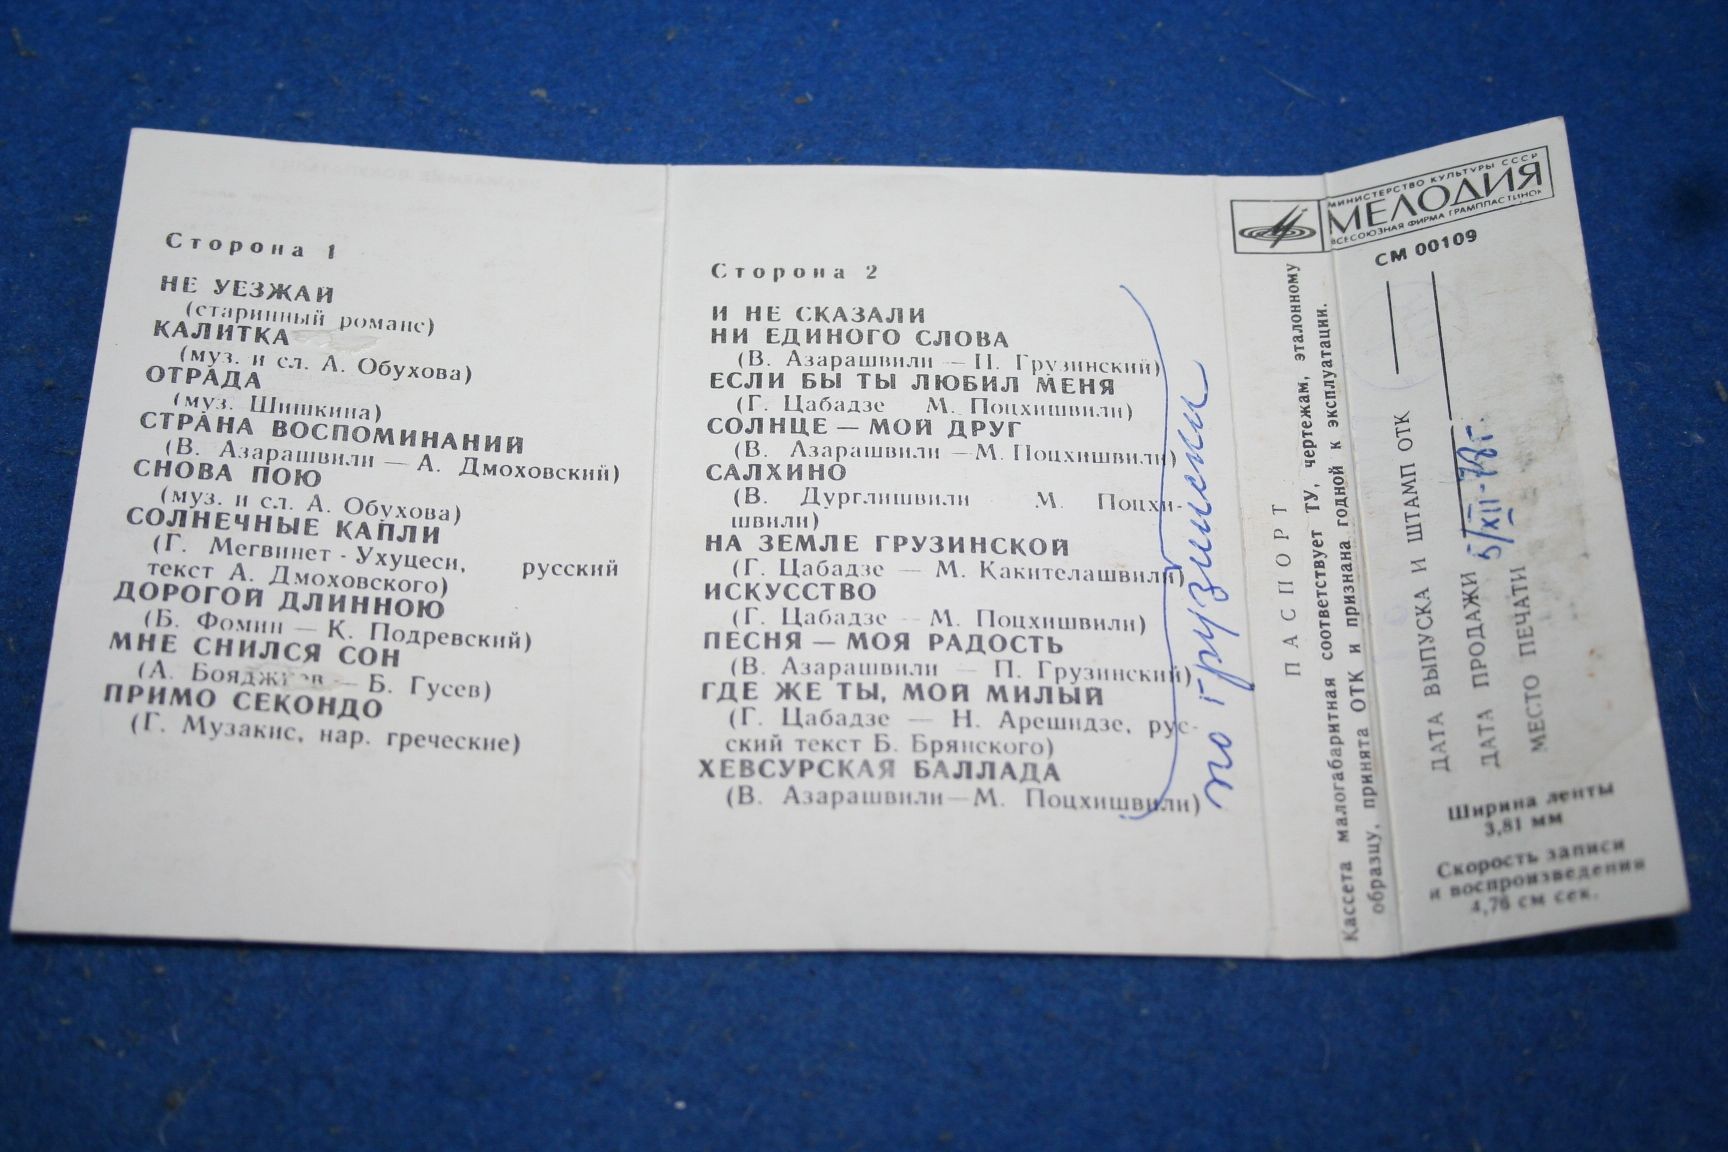 Сторона 1
НЕ УЕЗЖАЙ
(старинный романс)
КАЛИТКА
(муз. и сл. А. Обухова)
ОТРАДА
(муз. Шишкина)
СТРАНА ВОСПОМИНАНИЙ
(В. Азарашвили — А. Дмоховский)
СНОВА ПОЮ
(муз. и сл. А. Обухова)
СОЛНЕЧНЫЕ КАПЛИ
(Г. Мегвинет-Ухуцеси, русский
текст А. Дмоховского)
ДОРОГОЙ ДЛИННОЮ
(Б. Фомин — К. Подревский)
МНЕ СНИЛСЯ СОН
(А. — Б. Гусев)
ПРИМО СЕКОНДО
(Г. Музакис, нар. греческие)
Сторона 2
И НЕ СКАЗАЛИ
НИ ЕДИНОГО СЛОВА
(В. Азарашвили — П. Грузинский)
ЕСЛИ БЫ ТЫ ЛЮБИЛ МЕНЯ
(Г. Цабадзе М. Поцхишвили)
СОЛНЦЕ — МОЙ ДРУГ
(В. Азарашвили — М. Поцхишвили)
САЛХИНО
(В. Дурглишвили М. Поцхи-
швили)
НА ЗЕМЛЕ ГРУЗИНСКОЙ
(Г. Цабадзе — М. Какителашвили)
ИСКУССТВО
(Г. Цабадзе — М. Поцхишвили)
ПЕСНЯ — МОЯ РАДОСТЬ
(В. Азарашвили — П. Грузинский)
ГДЕ ЖЕ ТЫ, МОЙ МИЛЫЙ
(Г. Цабадзе — Н. Арешидзе, рус-
ский текст Б. Брянского)
ХЕВСУРСКАЯ БАЛЛАДА
(В. Азарашвили — М. Поцхишвили)
по грузински
МИНИСТЕРСТВО КУЛЬТУРЫ СССР
МЕЛОДИЯ
ВСЕСОЮЗНАЯ ФИРМА ГРАМПЛАСТИНОК
СМ 00109
ПАСПОРТ
Кассета малогабаритная соответствует ТУ, чертежам, эталонному
образцу, принята ОТК и признана годной к эксплуатации.
ДАТА ВЫПУСКА И ШТАМП ОТК
ДАТА ПРОДАЖИ 5/XII-78г.
МЕСТО ПЕЧАТИ
Ширина ленты
3,81 мм
Скорость записи
и воспроизведения
4,76 см сек.